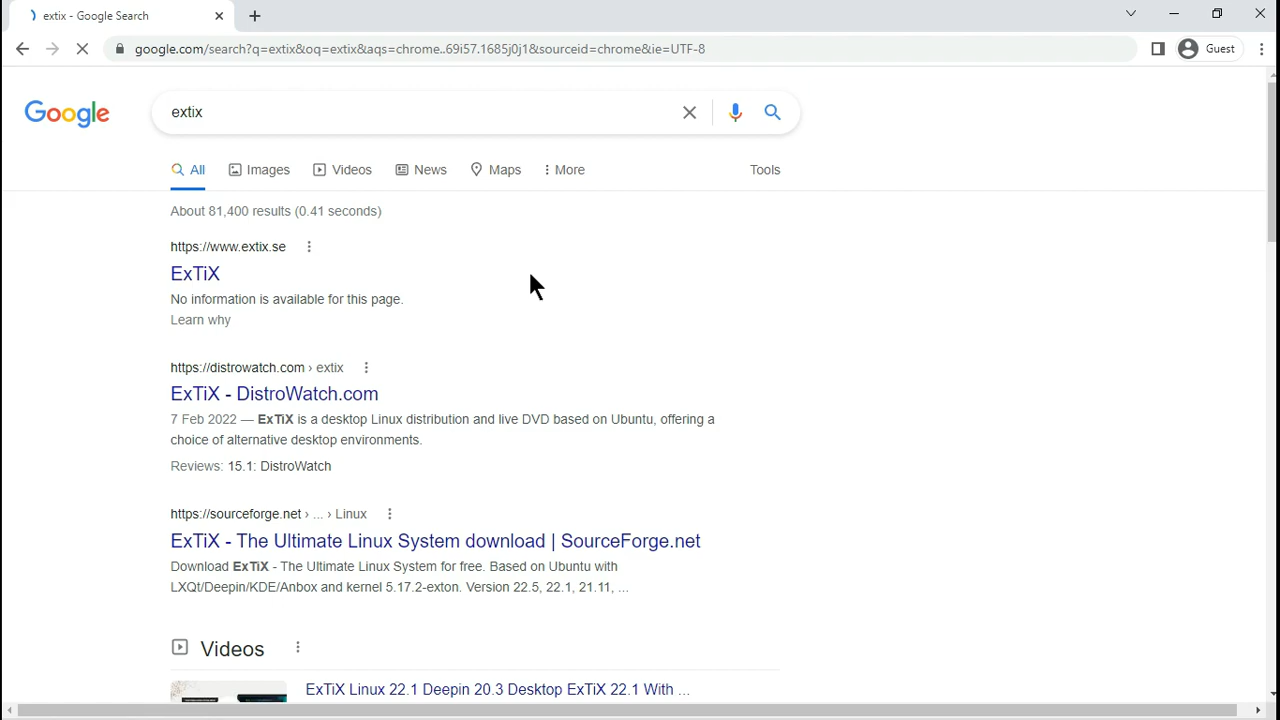 extix - Google Search
google.com/search?q=extix&oq=extix&aqs=chrome..69i57.1685j0j1&sourceid=chrome&ie=UTF-8
Guest
Google
extix
All Images Videos News Maps More Tools
About 81,400 results (0.41 seconds)
https://www.extix.se
ExTiX
No information is available for this page.
Learn why
https://distrowatch.com › extix
ExTiX - DistroWatch.com
7 Feb 2022 — ExTiX is a desktop Linux distribution and live DVD based on Ubuntu, offering a
choice of alternative desktop environments.
Reviews: 15.1: DistroWatch
https://sourceforge.net › ... › Linux
ExTiX - The Ultimate Linux System download | SourceForge.net
Download ExTiX - The Ultimate Linux System for free. Based on Ubuntu with
LXQt/Deepin/KDE/Anbox and kernel 5.17.2-exton. Version 22.5, 22.1, 21.11, ...
Videos
ExTiX Linux 22.1 Deepin 20.3 Desktop ExTiX 22.1 With ...